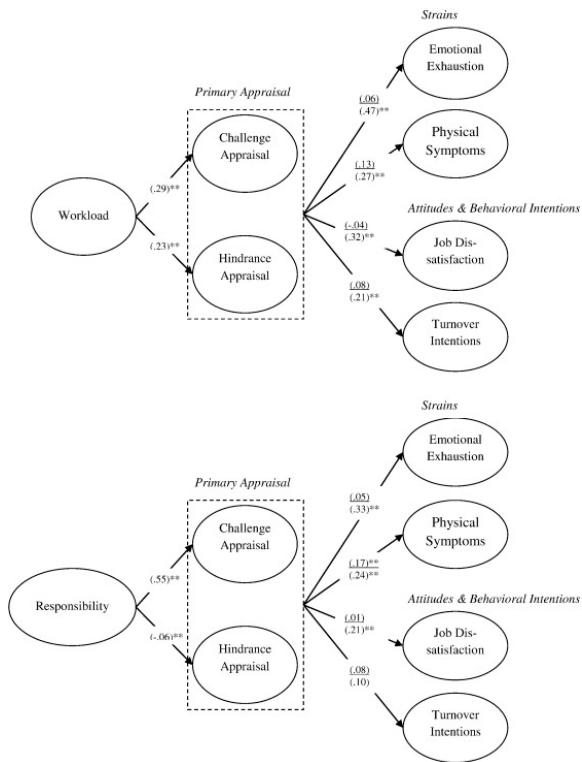 Strains
Emotional
Exhaustion
Primary Appraisal
(.06)
(.47)**
Challenge
Appraisal
Physical
Symptoms
(.13)
(.27)**
(.29)**
Workload
Attitudes & Behavioral Intentions
(-.04)
(.32)**
(.23)**
Job Dis-
satisfaction
Hindrance
Appraisal
(.08)
(.21)**
Turnover
Intentions
Strains
Emotional
Exhaustion
Primary Appraisal
(.05)
(.33)**
Challenge
Appraisal
Physical
Symptoms
(.17)**
(.24)**
(.55)**
Responsibility
Attitudes & Behavioral Intentions
(.01)
(.21)**
(-.06)**
Job Dis-
satisfaction
Hindrance
Appraisal
(.08)
(.10)
Turnover
Intentions